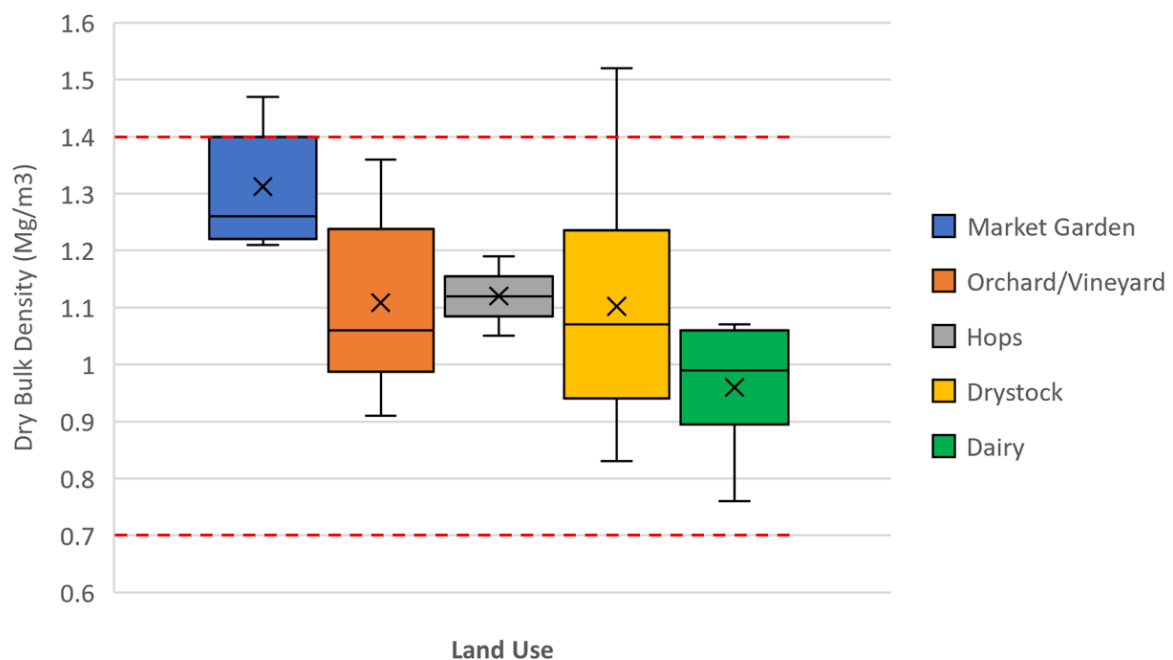 1.6
1.5
1.4
1.3
1.2
1.1
1
0.9
0.8
0.7
0.6
Dry Bulk Density (Mg/m3)
Land Use
Market Garden
Orchard/Vineyard
Hops
Drystock
Dairy